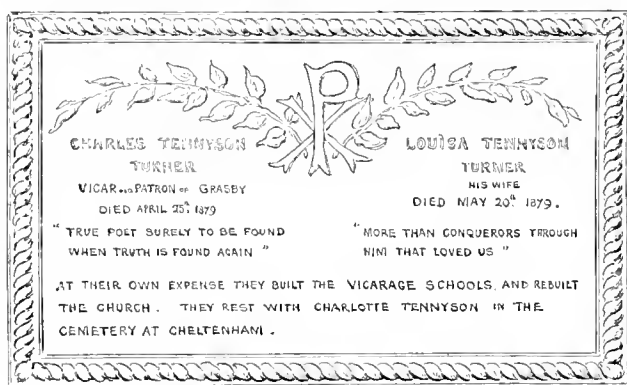 CHARLES TENNYSON
TURNER
VICAR AND PATRON OF GRASBY
DIED APRIL 25th 1879
"TRUE POET SURELY TO BE FOUND
WHEN TRUTH IS FOUND AGAIN"
LOUISA TENNYSON
TURNER
HIS WIFE
DIED MAY 20th 1879.
"MORE THAN CONQUERORS THROUGH
HIM THAT LOVED US"
AT THEIR OWN EXPENSE THEY BUILT THE VICARAGE SCHOOLS, AND REBUILT
THE CHURCH. THEY REST WITH CHARLOTTE TENNYSON IN THE
CEMETERY AT CHELTENHAM.